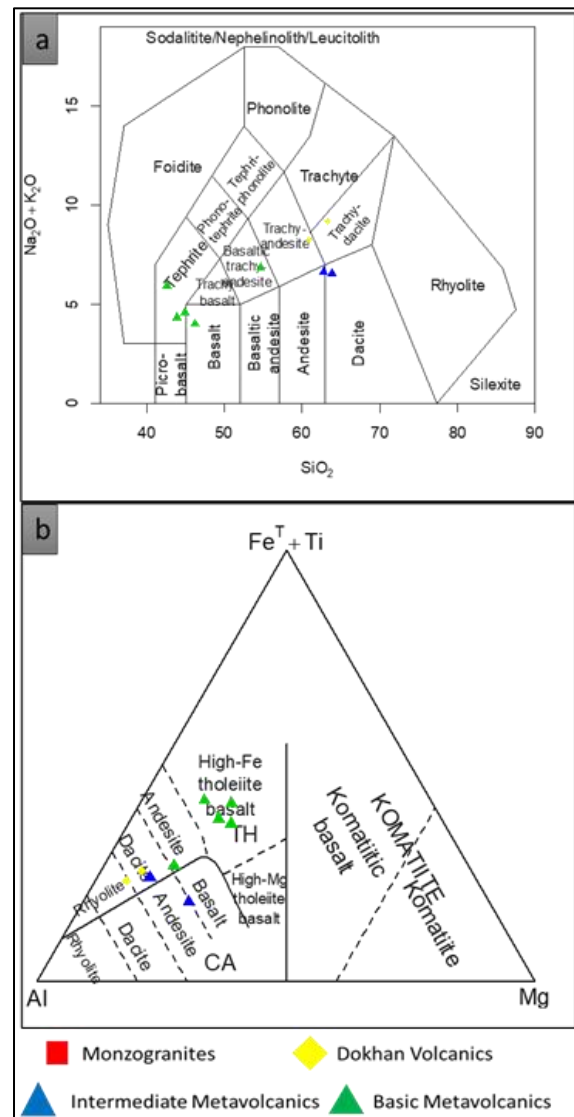 a
Sodalitite/Nephelinolith/Leucitolith
Phonolite
Foidite
Tephri-
phonolite
Trachyte
Phono-
tephrite
Trachy-
andesite
Trachy-
dacite
Tephrite
Basaltic
trachy-
andesite
Trachy
basalt
Rhyolite
Picro-
basalt
Basalt
Basaltic
andesite
Andesite
Dacite
Silexite
Na₂O + K₂O
0
5
10
15
40
50
60
70
80
90
SiO₂
b
Feᵀ + Ti
High-Fe
tholeiite
basalt
TH
Andesite
Dacite
Rhyolite
Komatiitic
basalt
KOMATIITE
Komatiite
High-Mg
tholeiite
basalt
Basalt
Andesite
Dacite
Rhyolite
CA
Al
Mg
Monzogranites
Dokhan Volcanics
Intermediate Metavolcanics
Basic Metavolcanics